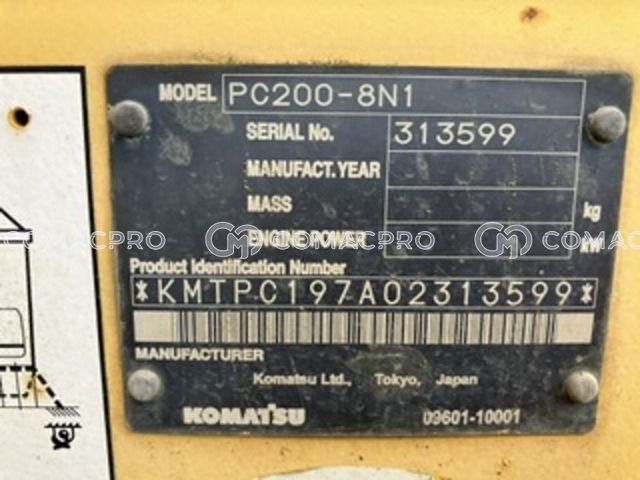 MODEL PC200-8N1
SERIAL No. 313599
MANUFACT. YEAR
MASS kg
ENGINE POWER kW
COMACPRO COMACPRO COMACPRO
Product Identification Number
*KMTPC197A02313599*
MANUFACTURER
Komatsu Ltd., Tokyo, Japan
KOMATSU 09601-10001